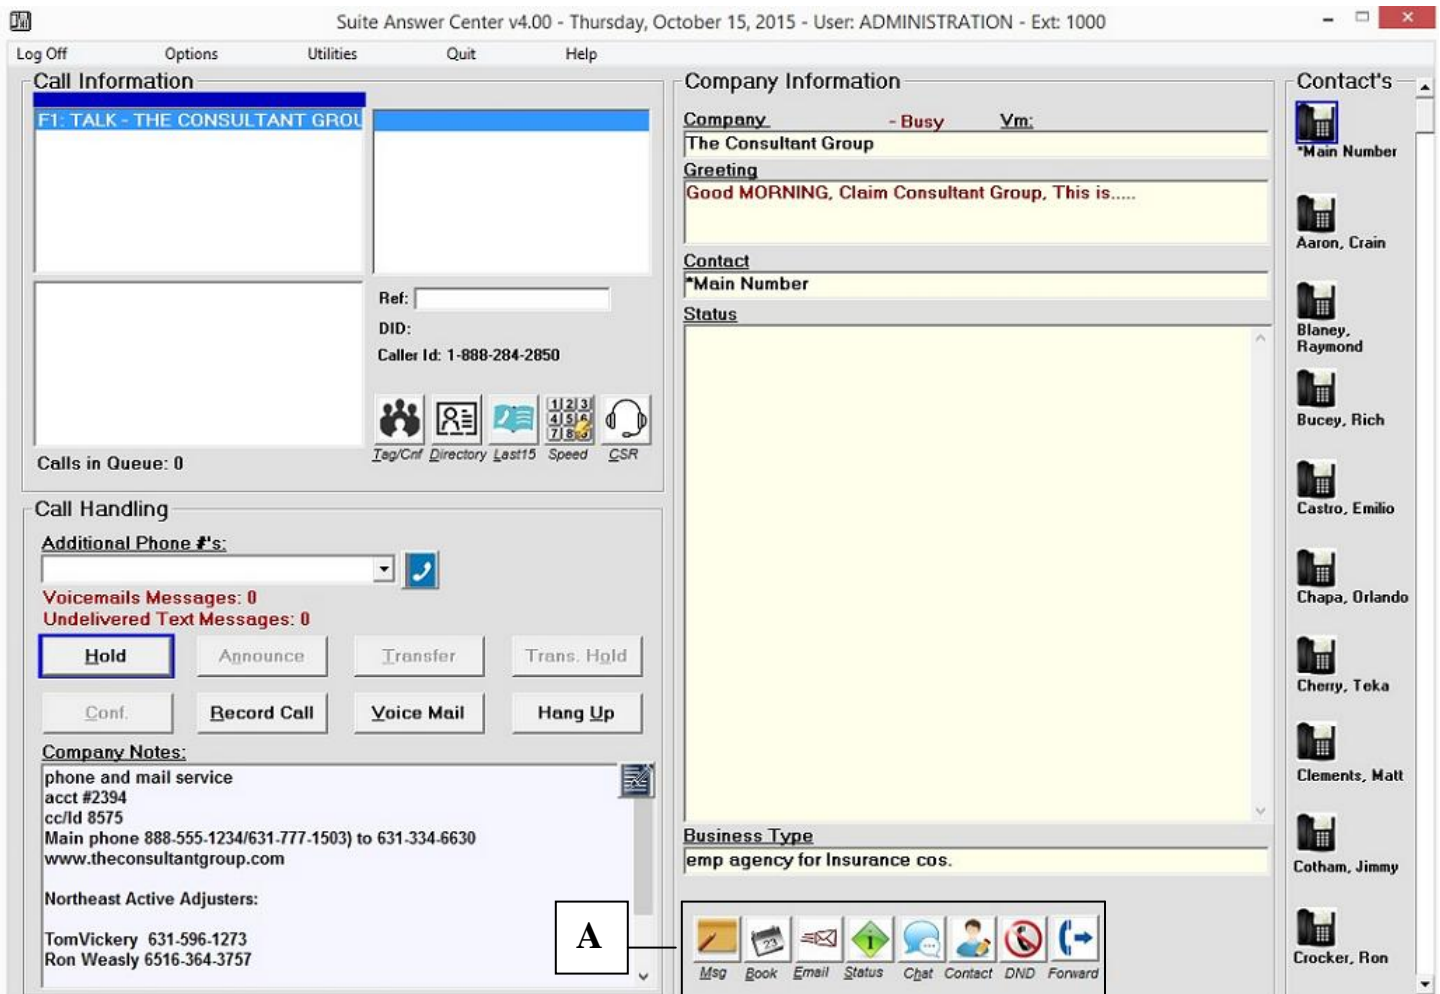 Suite Answer Center v4.00 - Thursday, October 15, 2015 - User: ADMINISTRATION - Ext: 1000
Log Off Options Utilities Quit Help
Call Information
F1: TALK - THE CONSULTANT GROU
Ref:
DID:
Caller Id: 1-888-284-2850
Tag/Cnf Directory Last15 Speed CSR
Calls in Queue: 0
Call Handling
Additional Phone #'s:
Voicemails Messages: 0
Undelivered Text Messages: 0
Hold Announce Transfer Trans. Hold
Conf. Record Call Voice Mail Hang Up
Company Notes:
phone and mail service
acct #2394
cc/ld 8575
Main phone 888-555-1234/631-777-1503) to 631-334-6630
www.theconsultantgroup.com
Northeast Active Adjusters:
TomVickery 631-596-1273
Ron Weasly 6516-364-3757
Company Information
Company - Busy Vm:
The Consultant Group
Greeting
Good MORNING, Claim Consultant Group, This is.....
Contact
*Main Number
Status
Business Type
emp agency for Insurance cos.
A
Msg Book Email Status Chat Contact DND Forward
Contact's
*Main Number
Aaron, Crain
Blaney,
Raymond
Bucey, Rich
Castro, Emilio
Chapa, Orlando
Cherry, Teka
Clements, Matt
Cotham, Jimmy
Crocker, Ron